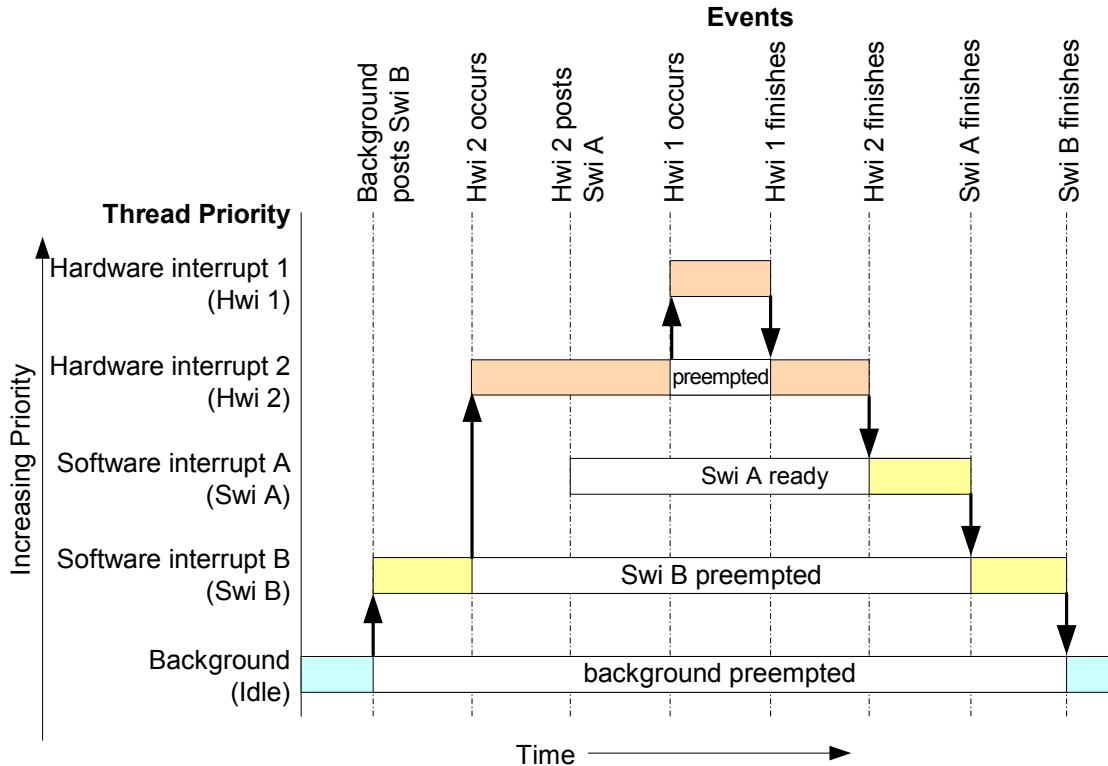 Events
Background
posts Swi B
Hwi 2 occurs
Hwi 2 posts
Swi A
Hwi 1 occurs
Hwi 1 finishes
Hwi 2 finishes
Swi A finishes
Swi B finishes
Thread Priority
Increasing Priority
Hardware interrupt 1
(Hwi 1)
Hardware interrupt 2
(Hwi 2)
preempted
Software interrupt A
(Swi A)
Swi A ready
Software interrupt B
(Swi B)
Swi B preempted
Background
(Idle)
background preempted
Time